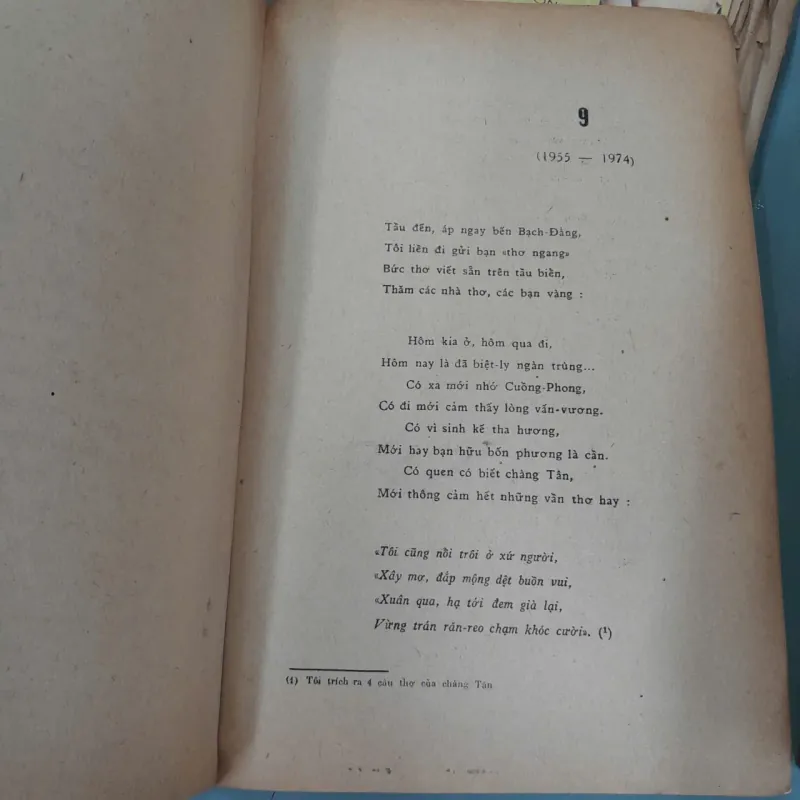 9
(1955 — 1974)
Tầu đến, áp ngay bến Bạch-Đằng,
Tôi liền đi gửi bạn «thơ ngang»
Bức thơ viết sẵn trên tầu biển,
Thăm các nhà thơ, các bạn vàng :
Hôm kia ở, hôm qua đi,
Hôm nay là đã biệt-ly ngàn trùng...
Có xa mới nhớ Cuồng-Phong,
Có đi mới cảm thấy lòng vấn-vương.
Có vì sinh kế tha hương,
Mới hay bạn hữu bốn phương là cần.
Có quen có biết chàng Tân,
Mới thông cảm hết những vần thơ hay :
«Tôi cũng nổi trôi ở xứ người,
«Xây mơ, đắp mộng dệt buồn vui,
«Xuân qua, hạ tới đem già lại,
Vừng trán rân-reo chạm khóc cười». (¹)
(1) Tôi trích ra 4 câu thơ của chàng Tân